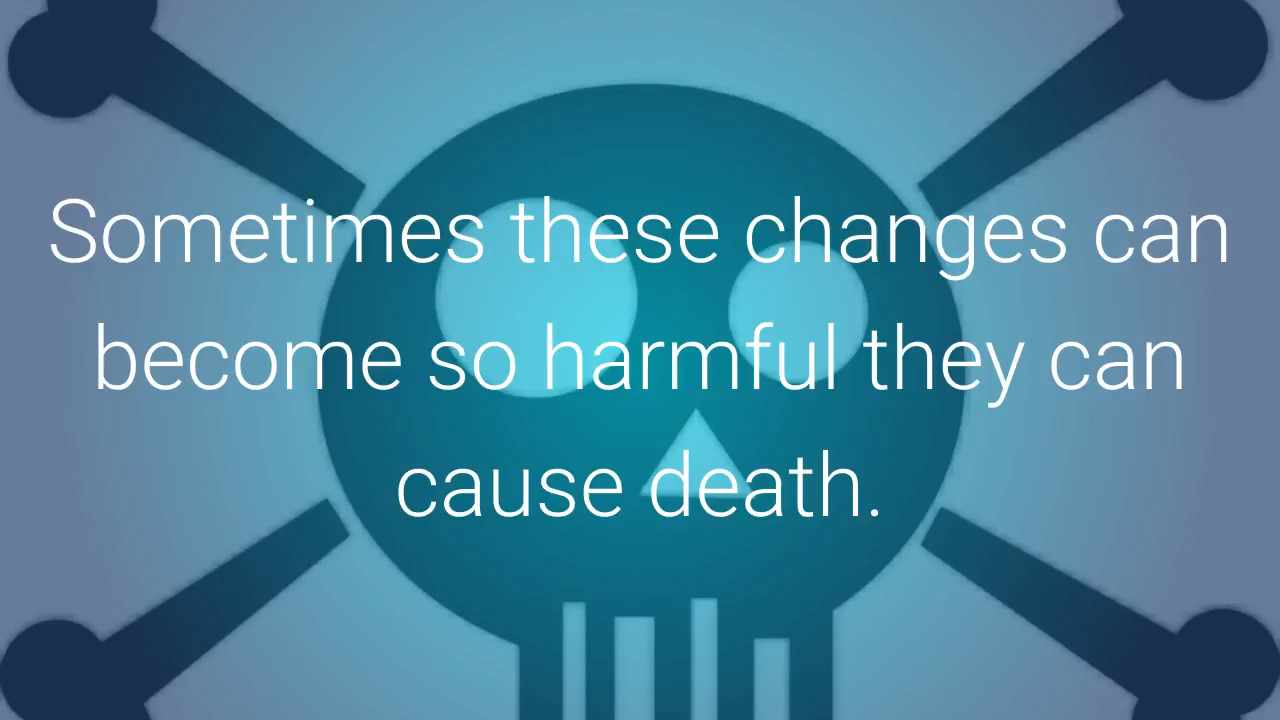 Sometimes these changes can
become so harmful they can
cause death.